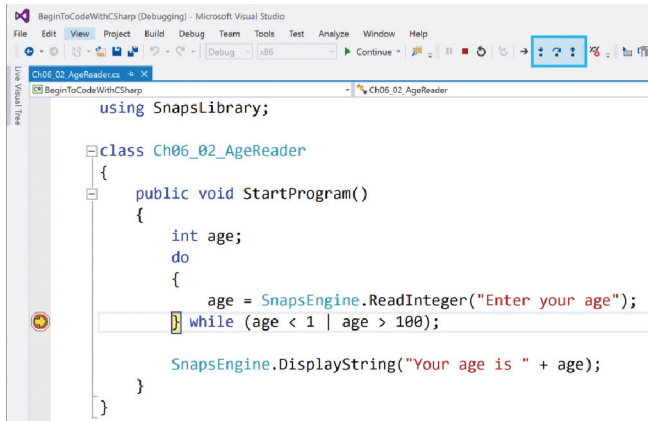 BeginToCodeWithCSharp (Debugging) - Microsoft Visual Studio
File Edit View Project Build Debug Team Tools Test Analyze Window Help
Debug x86 Continue
Live Visual Tree
Ch06_02_AgeReader.cs
BeginToCodeWithCSharp Ch06_02_AgeReader
using SnapsLibrary;
class Ch06_02_AgeReader
{
public void StartProgram()
{
int age;
do
{
age = SnapsEngine.ReadInteger("Enter your age");
} while (age < 1 | age > 100);
SnapsEngine.DisplayString("Your age is " + age);
}
}